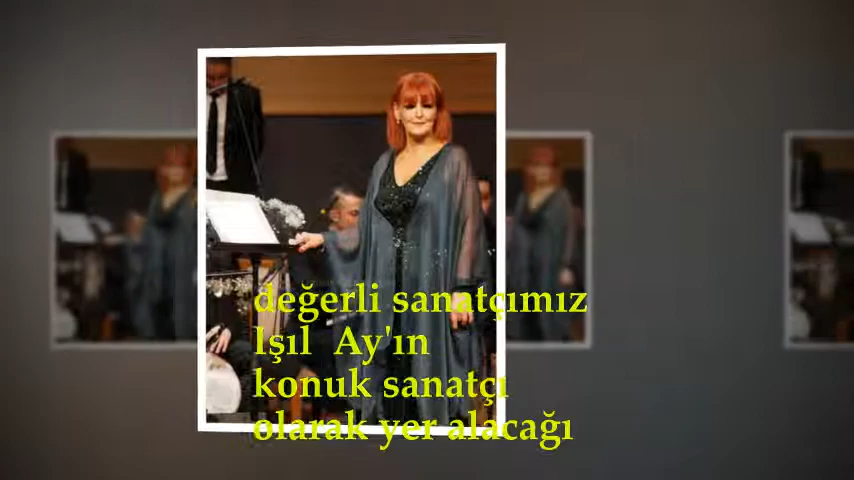 değerli sanatçımız
Işıl Ay'ın
konuk sanatçı
olarak yer alacağı